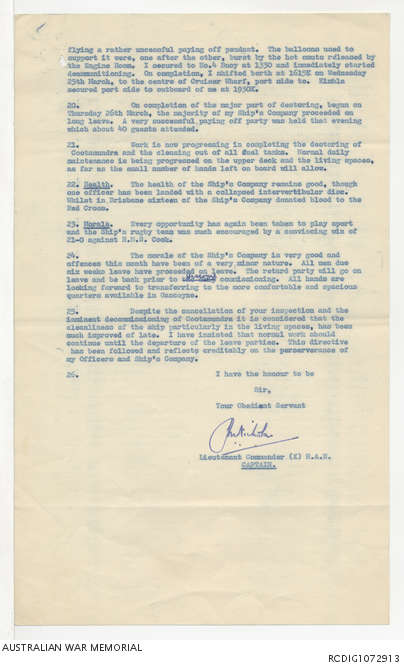 flying a rather uncessful paying off pendant. The balloons used to
support it were, one after the other, burst by the hot gases released by
the Engine Room. I secured to No.4 Buoy at 1330 and immediately started
deammunitioning. On completion, I shifted berth at 1615K on Wednesday
25th March, to the centre of Cruiser Wharf, port side to. Kimbla
secured port side to outboard of me at 1930K.
20. On completion of the major part of destoring, begun on
Thursday 26th March, the majority of my Ship's Company proceeded on
long leave. A very successful paying off party was held that evening
which about 40 guests attended.
21. Work is now progressing in completing the destoring of
Cootamundra and the cleaning out of all fuel tanks. Normal daily
maintenance is being progressed on the upper deck and the living spaces,
as far as the small number of hands left on board will allow.
22. Health. The health of the Ship's Company remains good, though
one officer has been landed with a collapsed intervertibular disc.
Whilst in Brisbane sixteen of the Ship's Company donated blood to the
Red Cross.
23. Morale. Every opportunity has again been taken to play sport
and the Ship's rugby team was much encouraged by a convincing win of
21-0 against H.M.S. Cook.
24. The morale of the Ship's Company is very good and
offences this month have been of a very minor nature. All men due
six weeks leave have proceeded on leave. The retard party will go on
leave and be back prior to commissioning. All hands are
looking forward to transferring to the more comfortable and spacious
quarters available in Gascoyne.
25. Despite the cancellation of your inspection and the
imminent decommissioning of Cootamundra it is considered that the
cleanliness of the ship particularly in the living spaces, has been
much improved of late. I have insisted that normal work should
continue until the departure of the leave parties. This directive
has been followed and reflects creditably on the perserverance of
my Officers and Ship's Company.
26. I have the honour to be
Sir,
Your Obedient Servant
Lieutenant Commander (X) R.A.N.
CAPTAIN.
AUSTRALIAN WAR MEMORIAL
RCDIG1072913